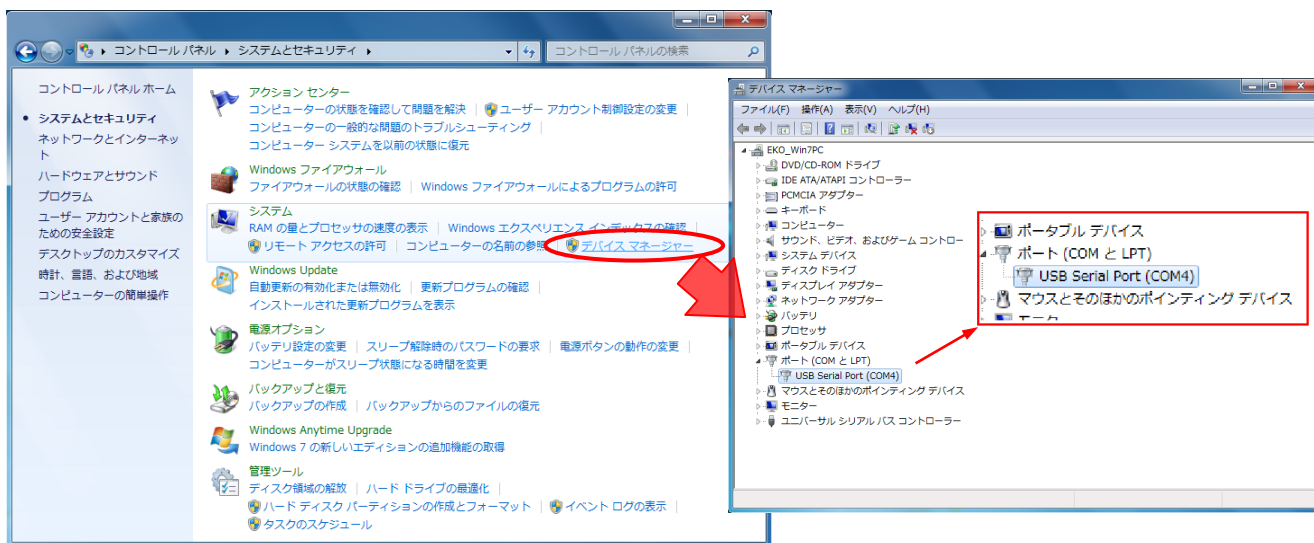 コントロール パネル ▸ システムとセキュリティ ▸
コントロール パネルの検索
コントロール パネル ホーム
システムとセキュリティ
ネットワークとインターネッ
ト
ハードウェアとサウンド
プログラム
ユーザー アカウントと家族の
ための安全設定
デスクトップのカスタマイズ
時計、言語、および地域
コンピューターの簡単操作
アクション センター
コンピューターの状態を確認して問題を解決 | ユーザー アカウント制御設定の変更 |
コンピューターの一般的な問題のトラブルシューティング |
コンピューター システムを以前の状態に復元
Windows ファイアウォール
ファイアウォールの状態の確認 | Windows ファイアウォールによるプログラムの許可
システム
RAM の量とプロセッサの速度の表示 | Windows エクスペリエンス インデックスの確認
リモート アクセスの許可 | コンピューターの名前の参照 デバイス マネージャー
Windows Update
自動更新の有効化または無効化 | 更新プログラムの確認 |
インストールされた更新プログラムを表示
電源オプション
バッテリ設定の変更 | スリープ解除時のパスワードの要求 | 電源ボタンの動作の変更 |
コンピューターがスリープ状態になる時間を変更
バックアップと復元
バックアップの作成 | バックアップからのファイルの復元
Windows Anytime Upgrade
Windows 7 の新しいエディションの追加機能の取得
管理ツール
ディスク領域の解放 | ハード ドライブの最適化 |
ハード ディスク パーティションの作成とフォーマット | イベント ログの表示 |
タスクのスケジュール
デバイス マネージャー
ファイル(F) 操作(A) 表示(V) ヘルプ(H)
EKO_Win7PC
DVD/CD-ROM ドライブ
IDE ATA/ATAPI コントローラー
PCMCIA アダプター
キーボード
コンピューター
サウンド、ビデオ、およびゲーム コントロー
システム デバイス
ディスク ドライブ
ディスプレイ アダプター
ネットワーク アダプター
バッテリ
プロセッサ
ポータブル デバイス
ポート (COM と LPT)
USB Serial Port (COM4)
マウスとそのほかのポインティング デバイス
モニター
ユニバーサル シリアル バス コントローラー
ポータブル デバイス
ポート (COM と LPT)
USB Serial Port (COM4)
マウスとそのほかのポインティング デバイス